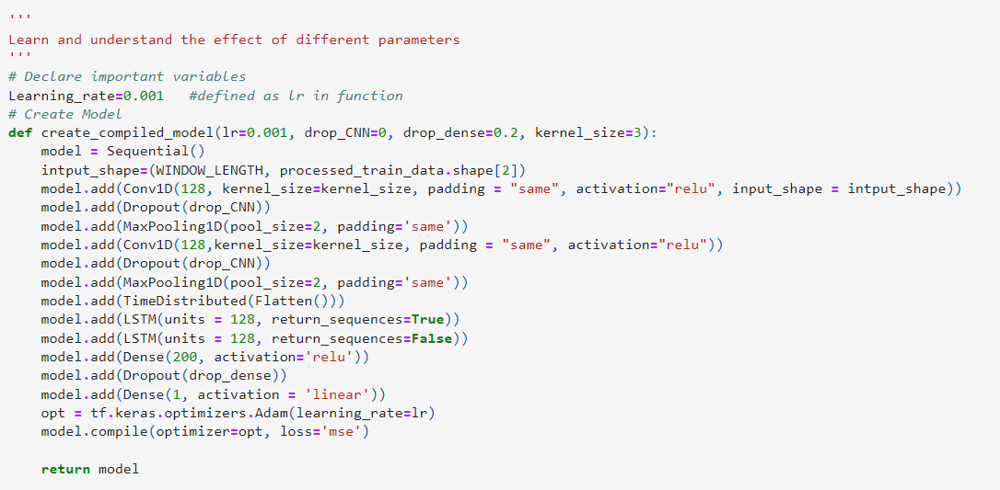 '''
Learn and understand the effect of different parameters
'''
# Declare important variables
Learning_rate=0.001   #defined as lr in function
# Create Model
def create_compiled_model(lr=0.001, drop_CNN=0, drop_dense=0.2, kernel_size=3):
    model = Sequential()
    intput_shape=(WINDOW_LENGTH, processed_train_data.shape[2])
    model.add(Conv1D(128, kernel_size=kernel_size, padding = "same", activation="relu", input_shape = intput_shape))
    model.add(Dropout(drop_CNN))
    model.add(MaxPooling1D(pool_size=2, padding='same'))
    model.add(Conv1D(128,kernel_size=kernel_size, padding = "same", activation="relu"))
    model.add(Dropout(drop_CNN))
    model.add(MaxPooling1D(pool_size=2, padding='same'))
    model.add(TimeDistributed(Flatten()))
    model.add(LSTM(units = 128, return_sequences=True))
    model.add(LSTM(units = 128, return_sequences=False))
    model.add(Dense(200, activation='relu'))
    model.add(Dropout(drop_dense))
    model.add(Dense(1, activation = 'linear'))
    opt = tf.keras.optimizers.Adam(learning_rate=lr)
    model.compile(optimizer=opt, loss='mse')
    return model